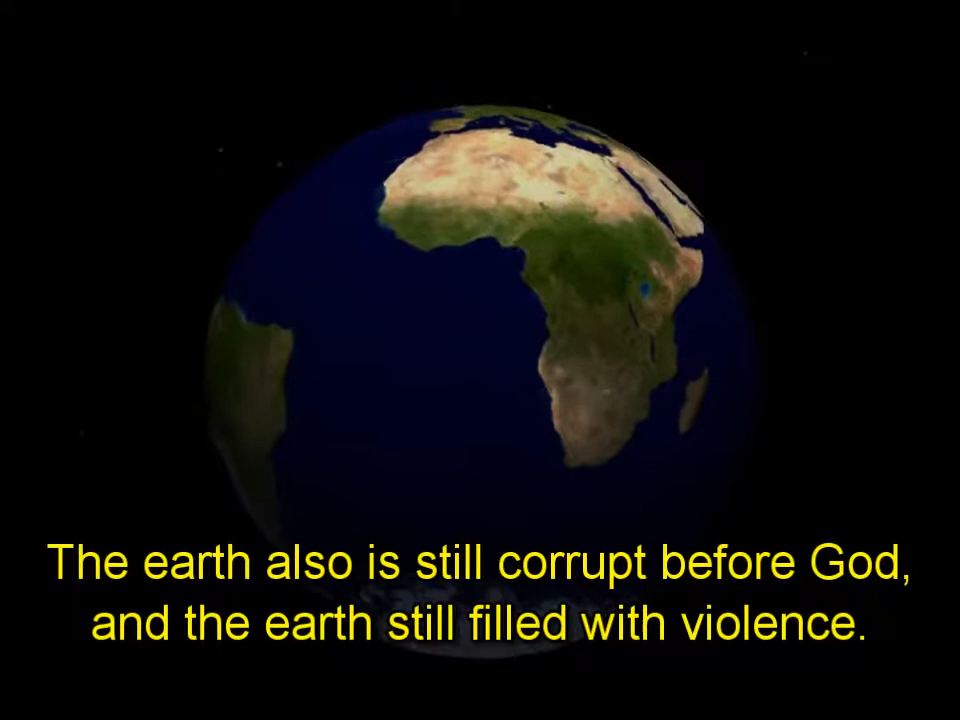 The earth also is still corrupt before God,
and the earth still filled with violence.